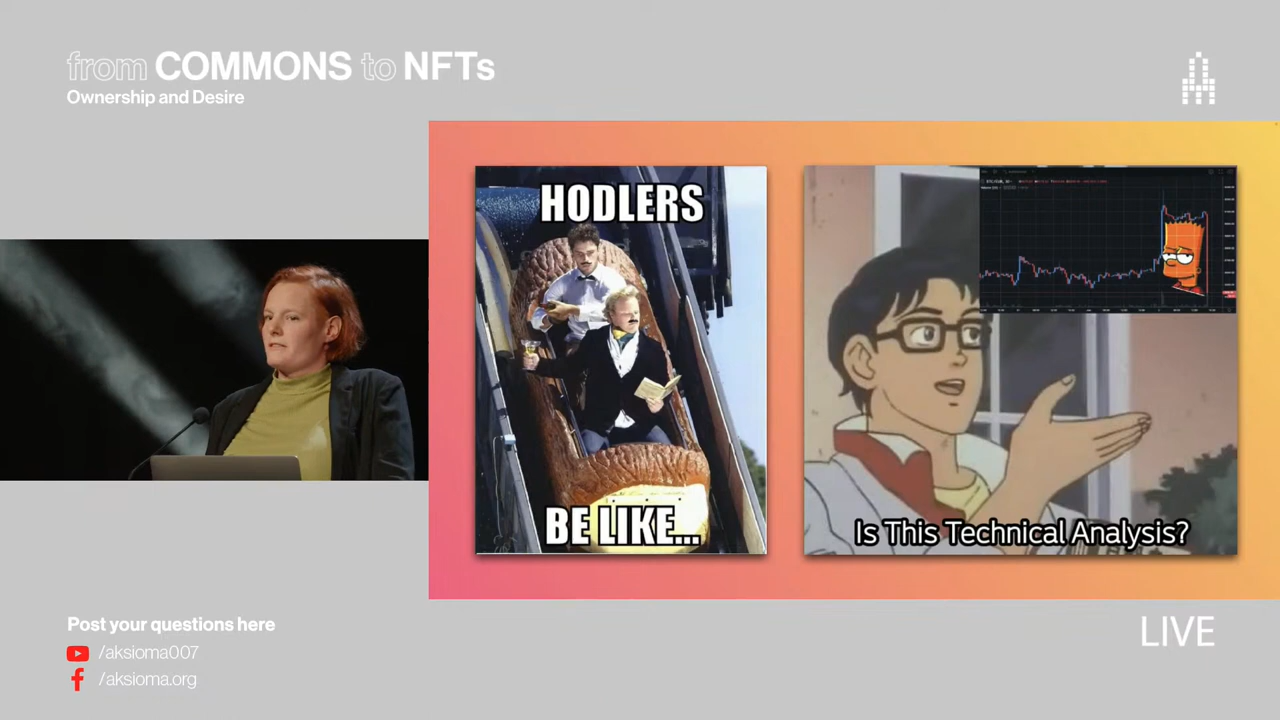 from COMMONS to NFTs
Ownership and Desire
HODLERS
BE LIKE...
Is This Technical Analysis?
Post your questions here
/aksioma007
/aksioma.org
LIVE